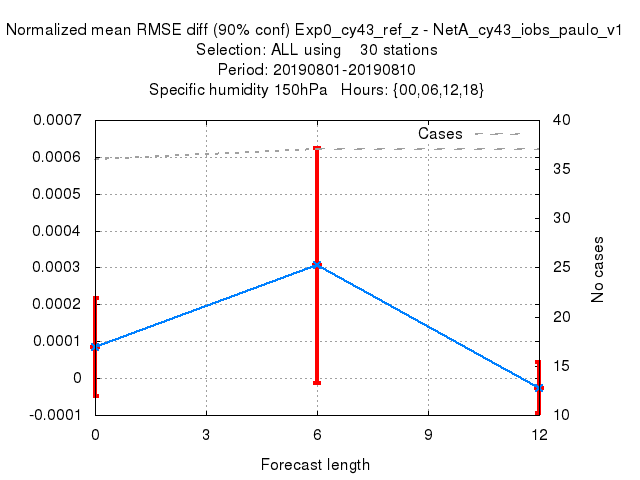 Normalized mean RMSE diff (90% conf) Exp0_cy43_ref_z - NetA_cy43_iobs_paulo_v1
Selection: ALL using 30 stations
Period: 20190801-20190810
Specific humidity 150hPa Hours: {00,06,12,18}
Cases
0.0007
0.0006
0.0005
0.0004
0.0003
0.0002
0.0001
0
-0.0001
40
35
30
25
20
15
10
No cases
0 3 6 9 12
Forecast length